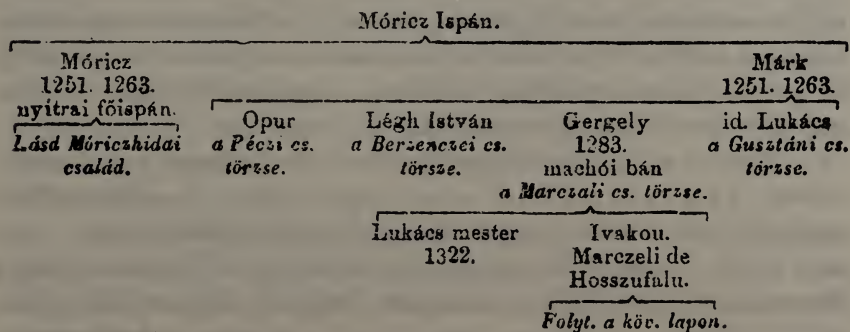 Móricz Ispán.
Móricz
1251. 1263.
nyitrai főispán.
Lásd Móriczhidai
család.
Márk
1251. 1263.
Opur
a Péczi cs.
törzse.
Légh István
a Berzenczei cs.
törsze.
Gergely
1283.
machói bán
a Marczali cs. törzse.
id. Lukács
a Gusztáni cs.
törzse.
Lukács mester
1322.
Ivakou.
Marczeli de
Hosszufalu.
Folyt. a köv. lapon.